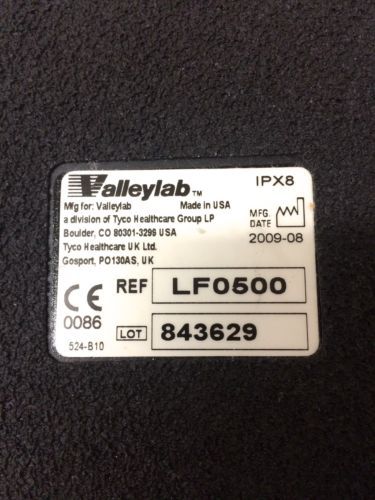 Valleylab™ IPX8
Mfg for: Valleylab Made in USA
a division of Tyco Healthcare Group LP
Boulder, CO 80301-3296 USA
Tyco Healthcare UK Ltd.
Gosport, PO130AS, UK
MFG.
DATE
2009-08
CE REF LF0500
0086
LOT 843629
524-B10